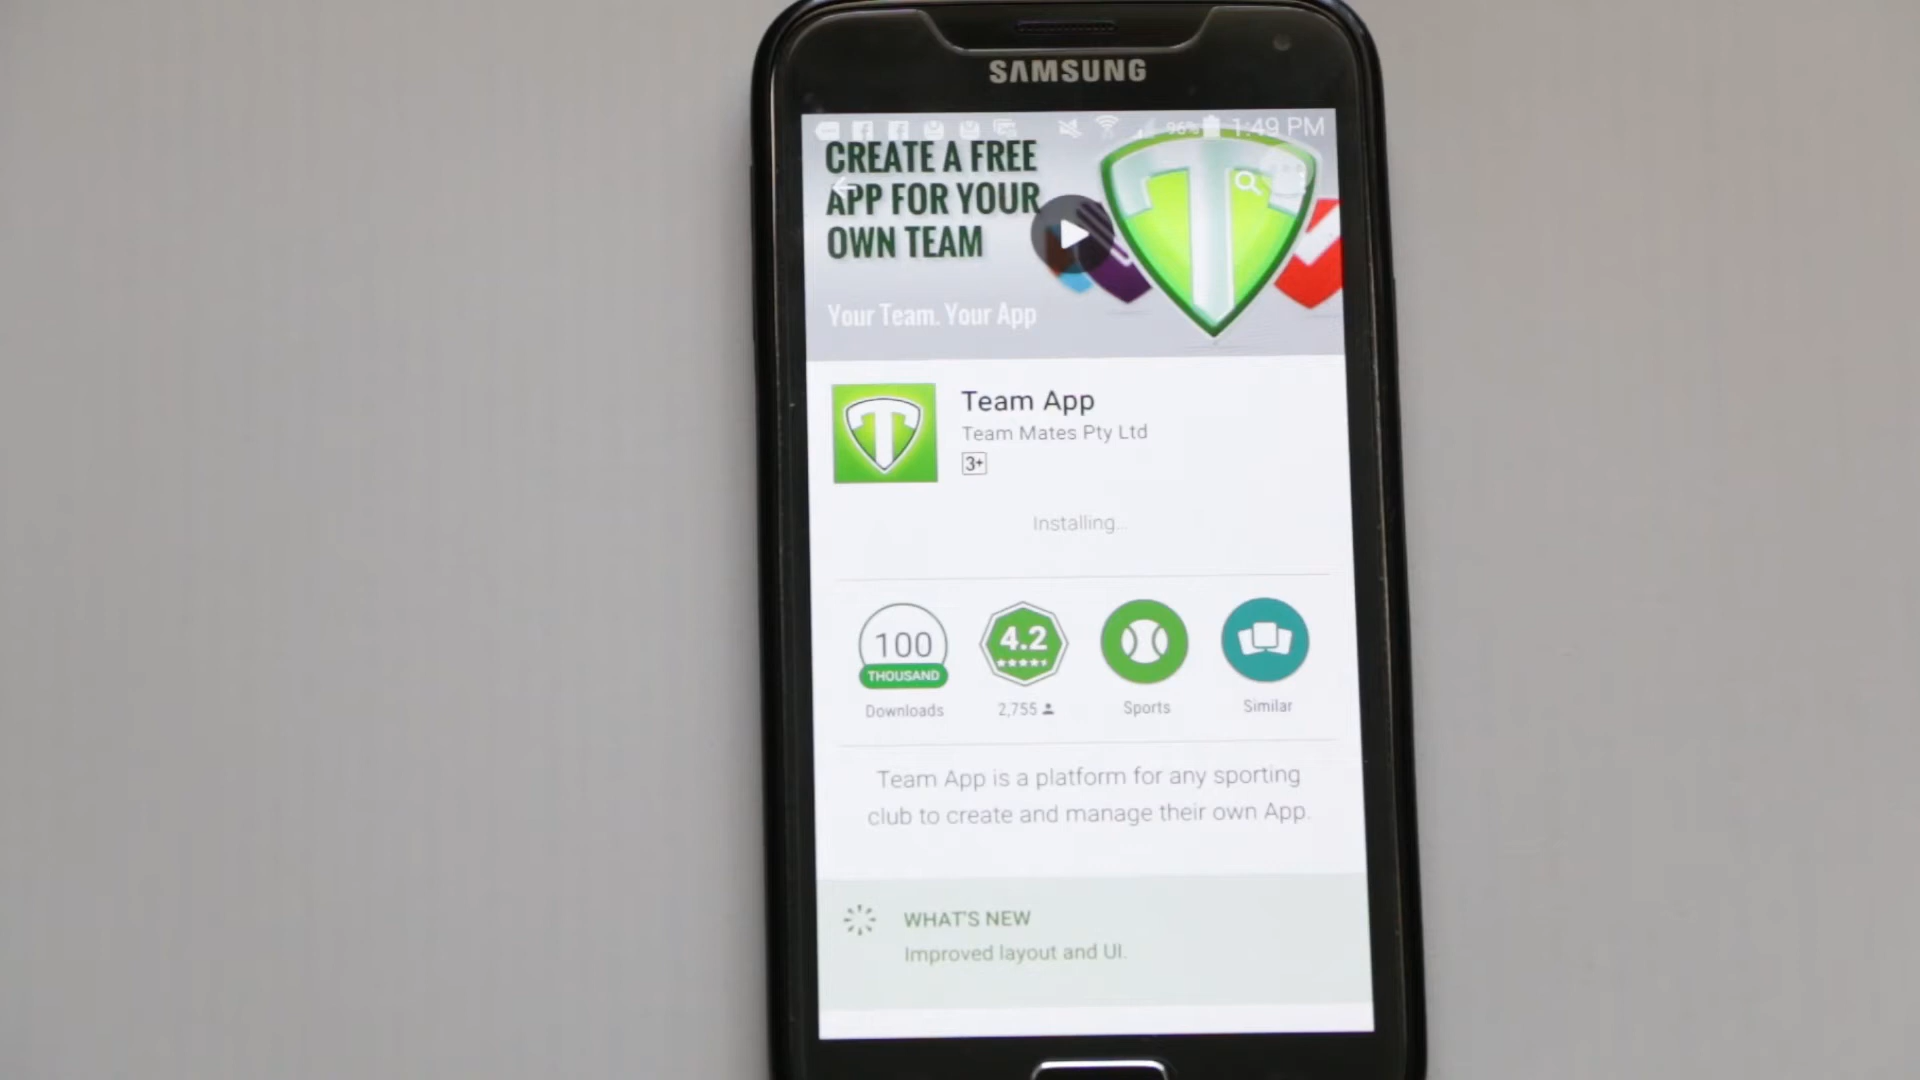 SAMSUNG
96% 1:49 PM
CREATE A FREE
APP FOR YOUR
OWN TEAM
Your Team. Your App
Team App
Team Mates Pty Ltd
3+
Installing...
100
THOUSAND
4.2
Downloads
2,755
Sports
Similar
Team App is a platform for any sporting
club to create and manage their own App.
WHAT'S NEW
Improved layout and UI.